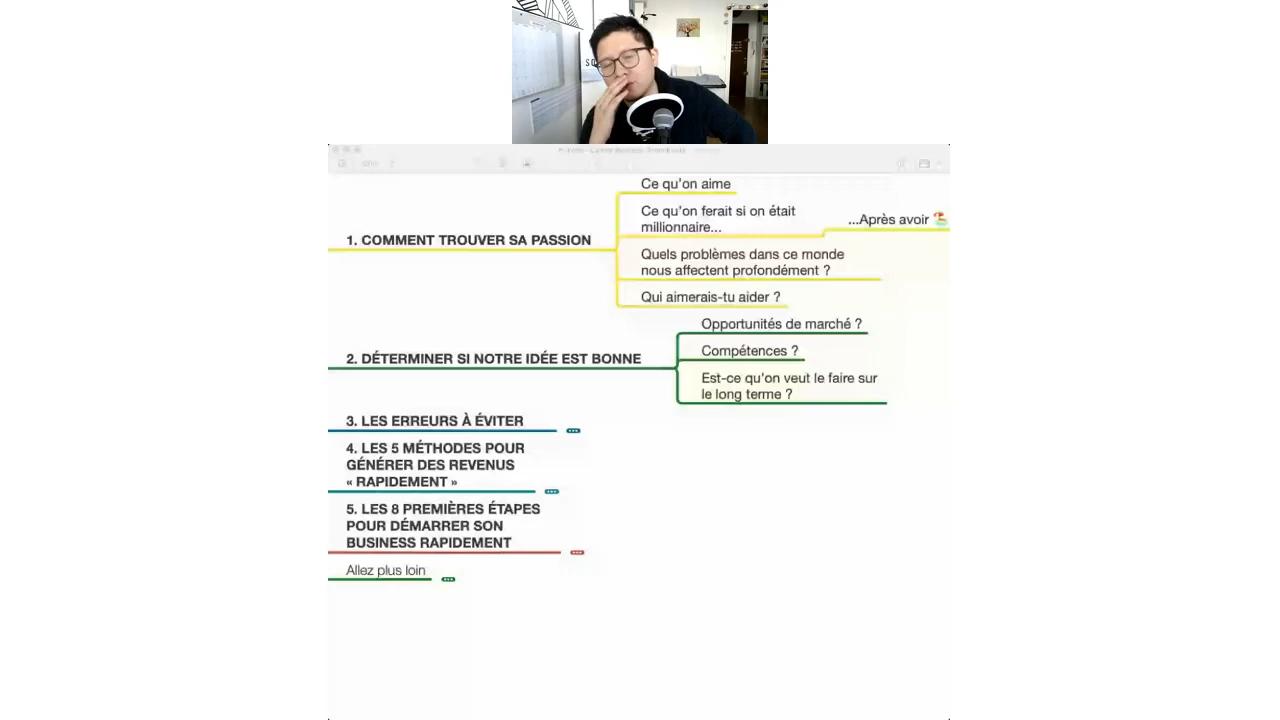 Ce qu'on aime
Ce qu'on ferait si on était
millionnaire...
...Après avoir
1. COMMENT TROUVER SA PASSION
Quels problèmes dans ce monde
nous affectent profondément ?
Qui aimerais-tu aider ?
Opportunités de marché ?
2. DÉTERMINER SI NOTRE IDÉE EST BONNE
Compétences ?
Est-ce qu'on veut le faire sur
le long terme ?
3. LES ERREURS À ÉVITER
4. LES 5 MÉTHODES POUR
GÉNÉRER DES REVENUS
« RAPIDEMENT »
5. LES 8 PREMIÈRES ÉTAPES
POUR DÉMARRER SON
BUSINESS RAPIDEMENT
Allez plus loin